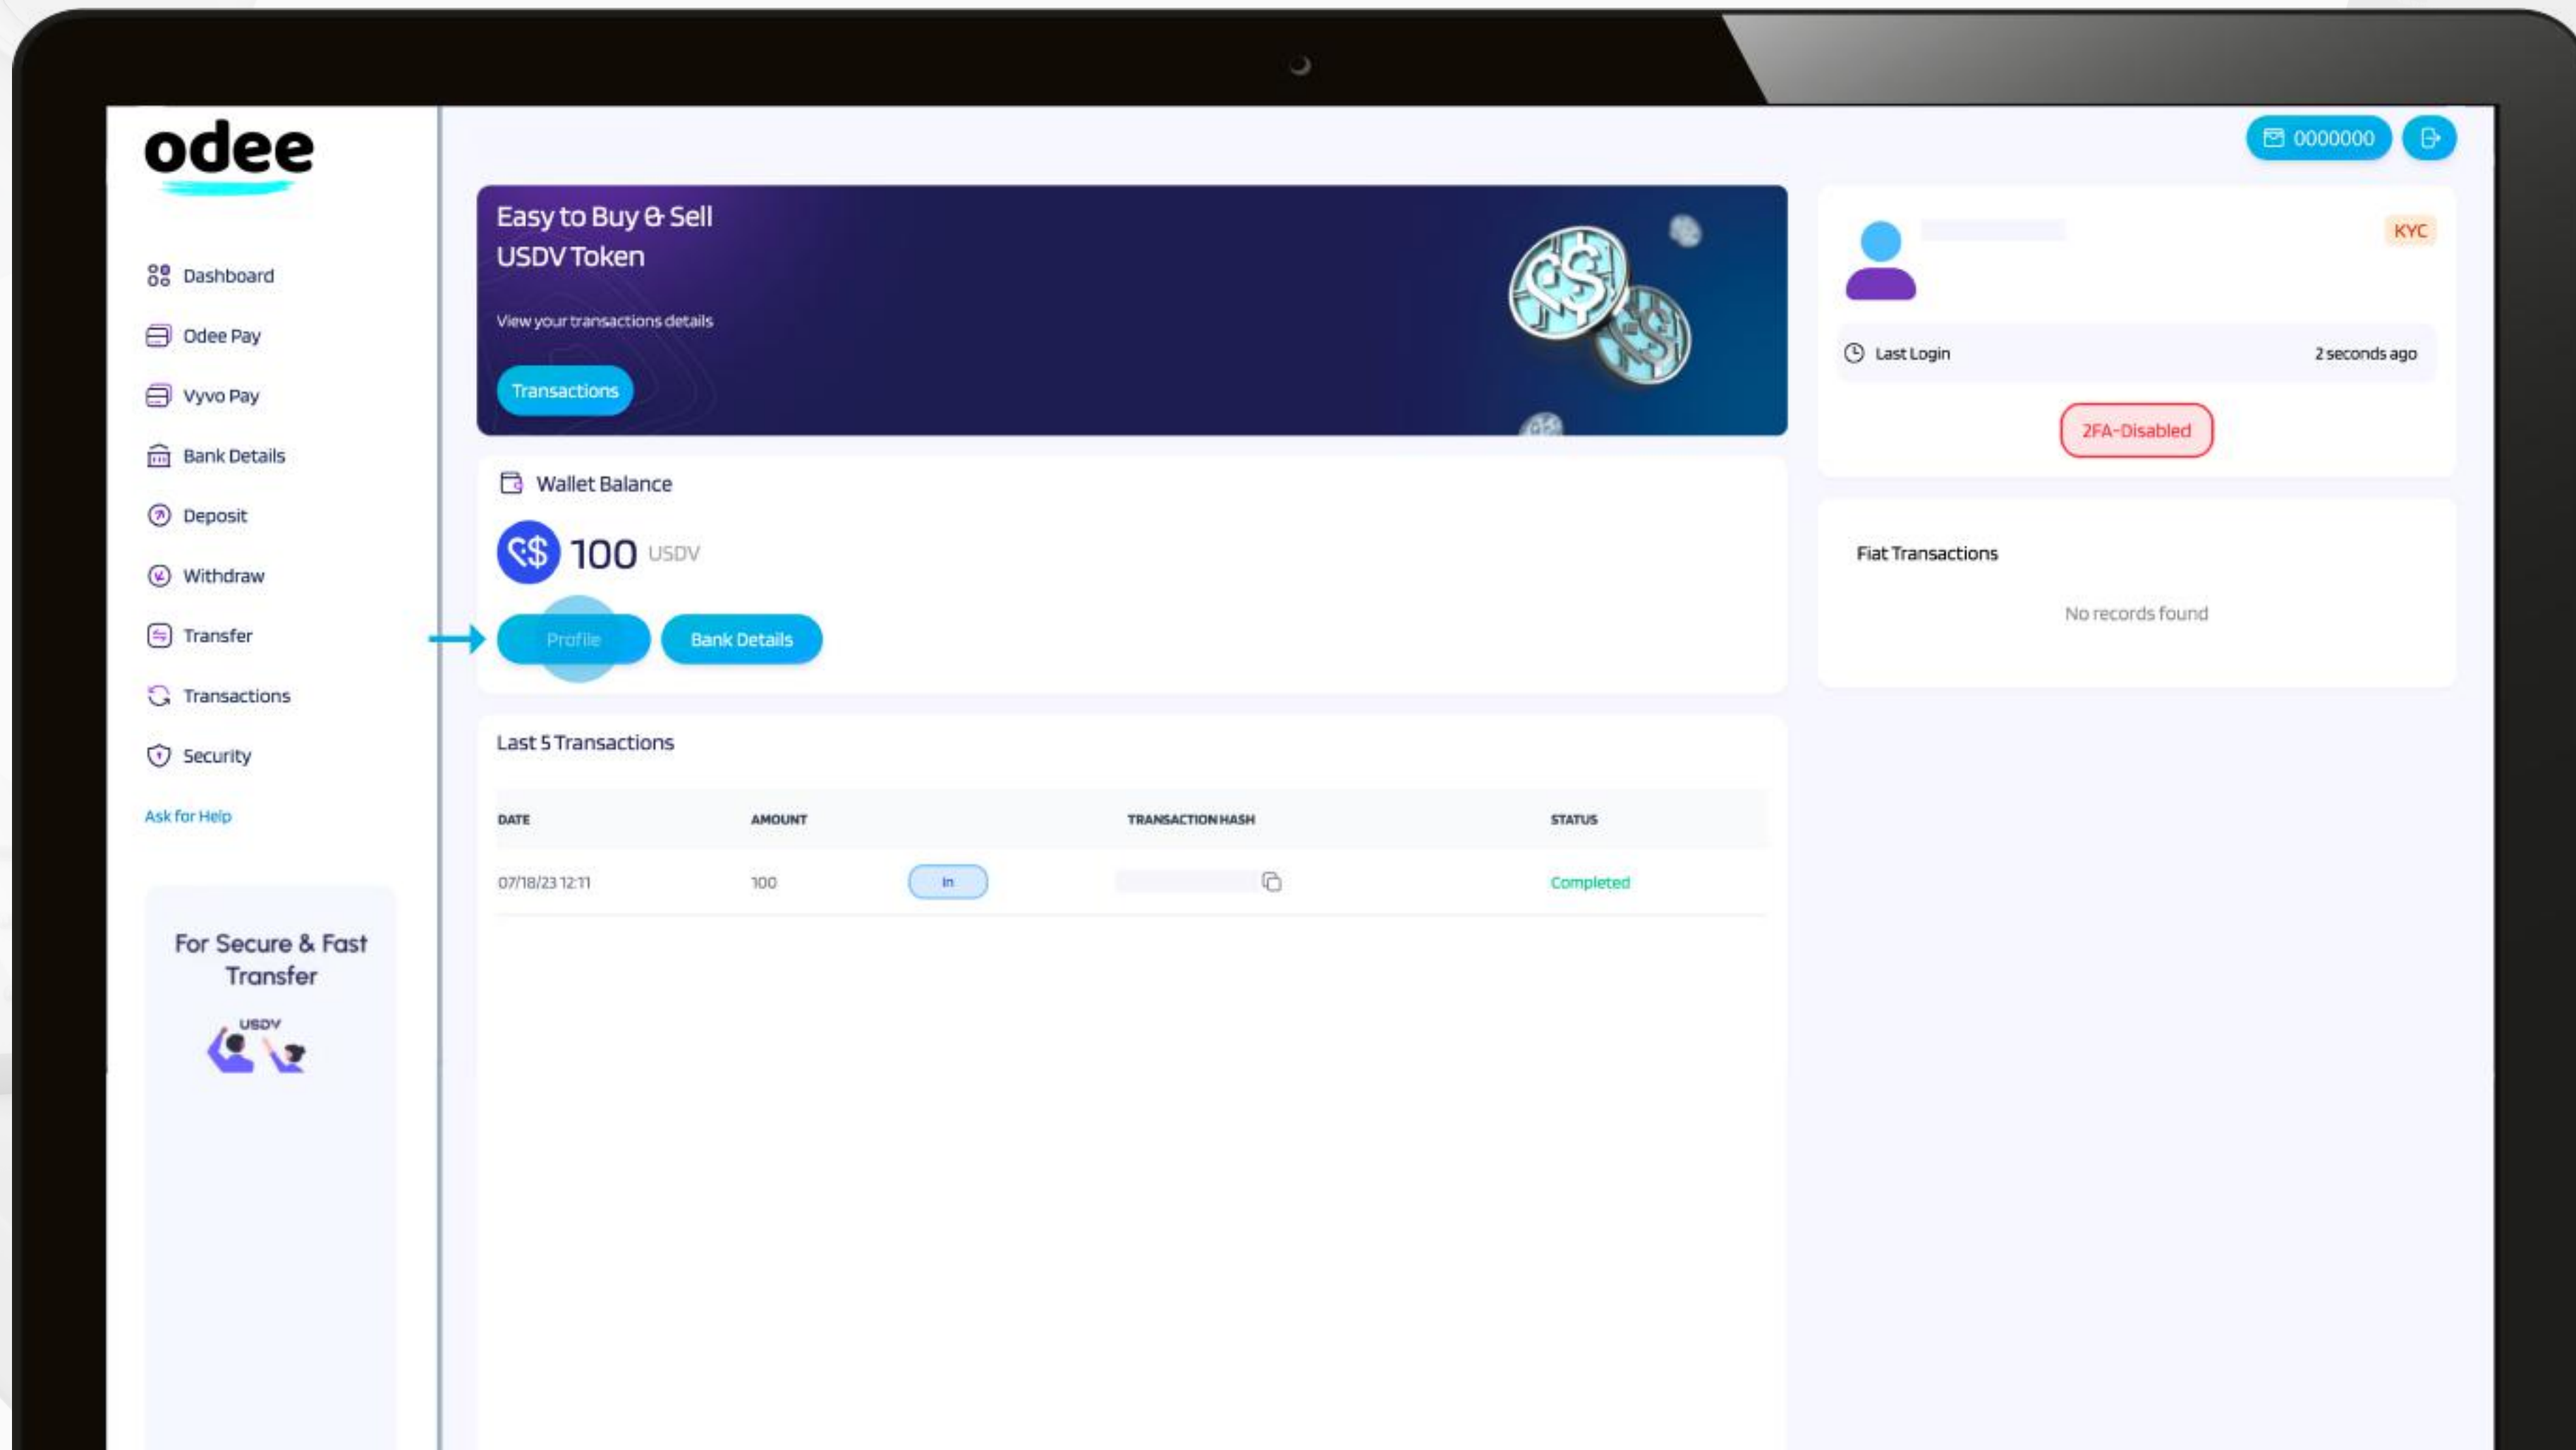 odee
Dashboard
Odee Pay
Vyvo Pay
Bank Details
Deposit
Withdraw
Transfer
Transactions
Security
Ask for Help
For Secure & Fast
Transfer
USDV
0000000
Easy to Buy & Sell
USDV Token
View your transactions details
Transactions
Wallet Balance
100 USDV
Profile
Bank Details
Last 5 Transactions
DATE AMOUNT TRANSACTION HASH STATUS
07/18/23 12:11 100 In Completed
KYC
Last Login 2 seconds ago
2FA-Disabled
Fiat Transactions
No records found